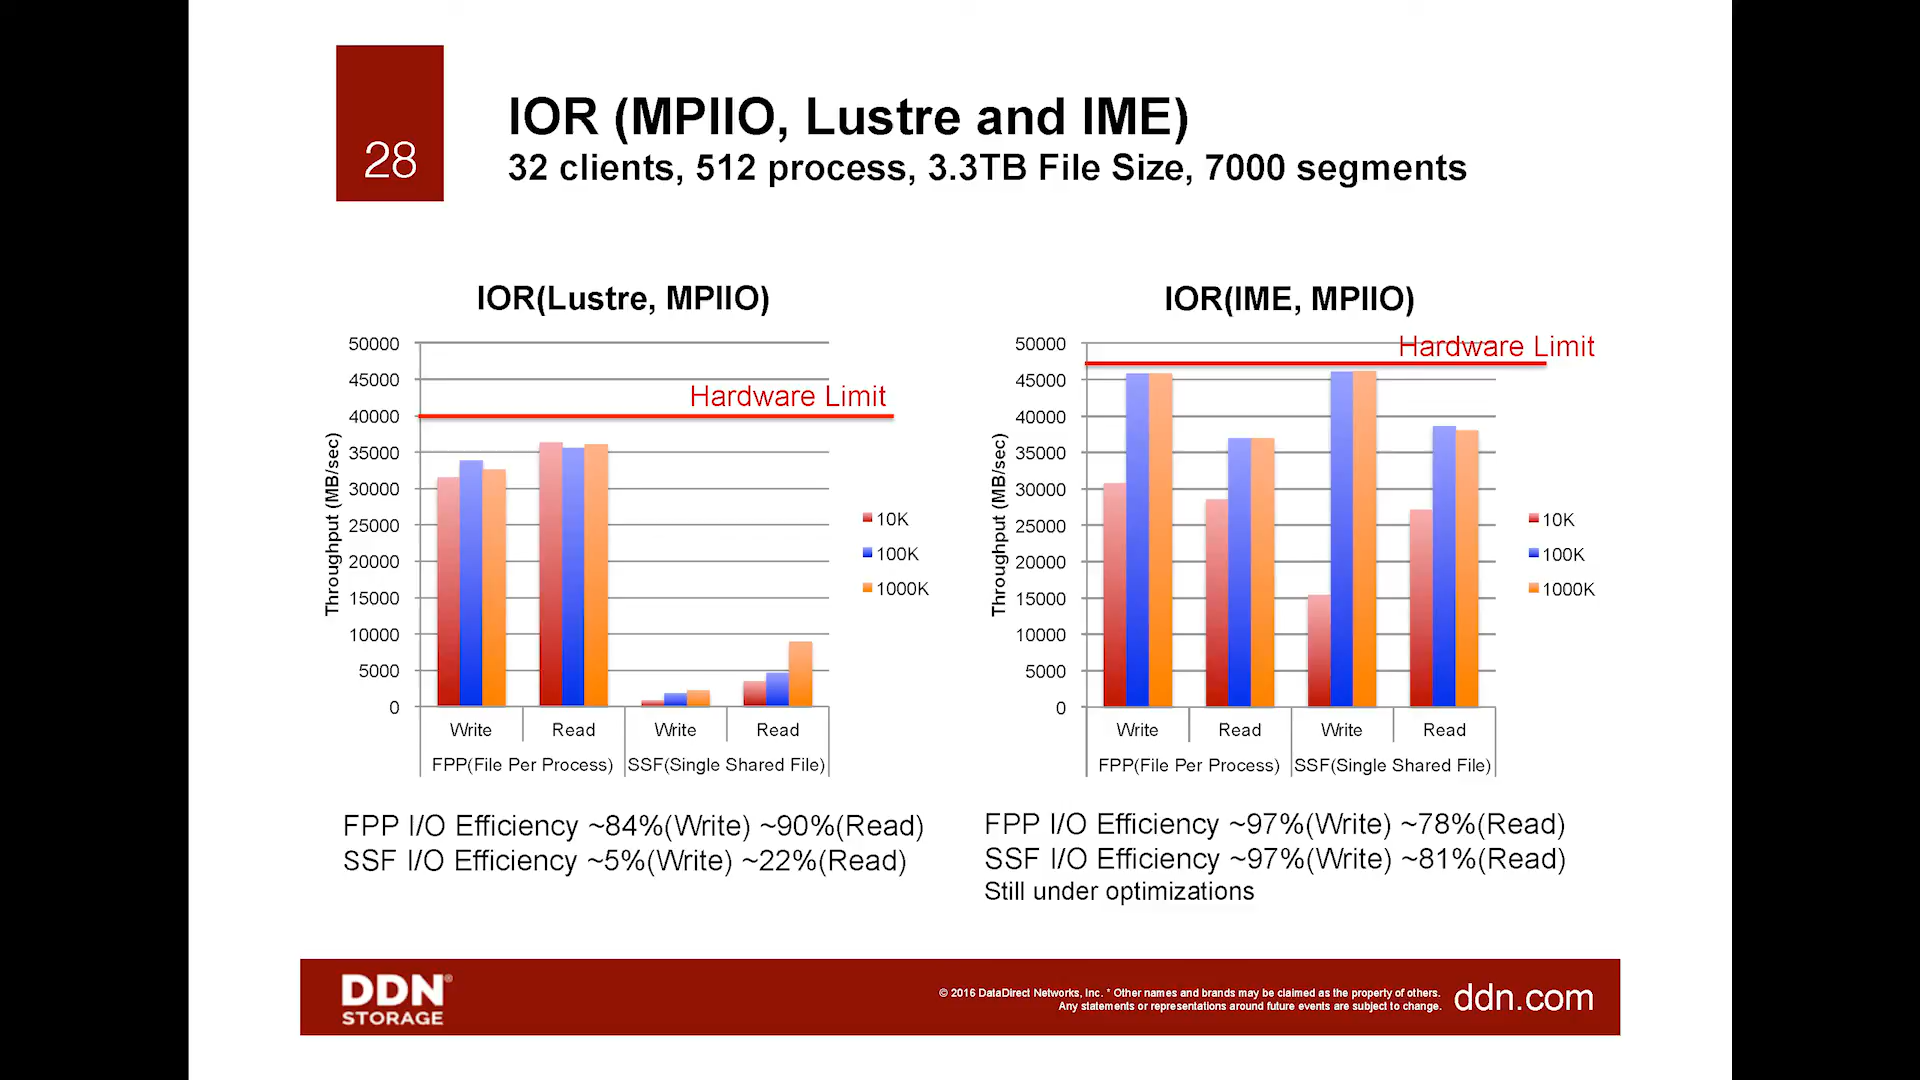 28
IOR (MPIIO, Lustre and IME)
32 clients, 512 process, 3.3TB File Size, 7000 segments
IOR(Lustre, MPIIO)
50000
45000
40000
35000
30000
25000
20000
15000
10000
5000
0
Throughput (MB/sec)
Hardware Limit
10K
100K
1000K
Write Read Write Read
FPP(File Per Process) SSF(Single Shared File)
FPP I/O Efficiency ~84%(Write) ~90%(Read)
SSF I/O Efficiency ~5%(Write) ~22%(Read)
IOR(IME, MPIIO)
50000
45000
40000
35000
30000
25000
20000
15000
10000
5000
0
Throughput (MB/sec)
Hardware Limit
10K
100K
1000K
Write Read Write Read
FPP(File Per Process) SSF(Single Shared File)
FPP I/O Efficiency ~97%(Write) ~78%(Read)
SSF I/O Efficiency ~97%(Write) ~81%(Read)
Still under optimizations
DDN®
STORAGE
© 2016 DataDirect Networks, Inc. * Other names and brands may be claimed as the property of others.
Any statements or representations around future events are subject to change.
ddn.com